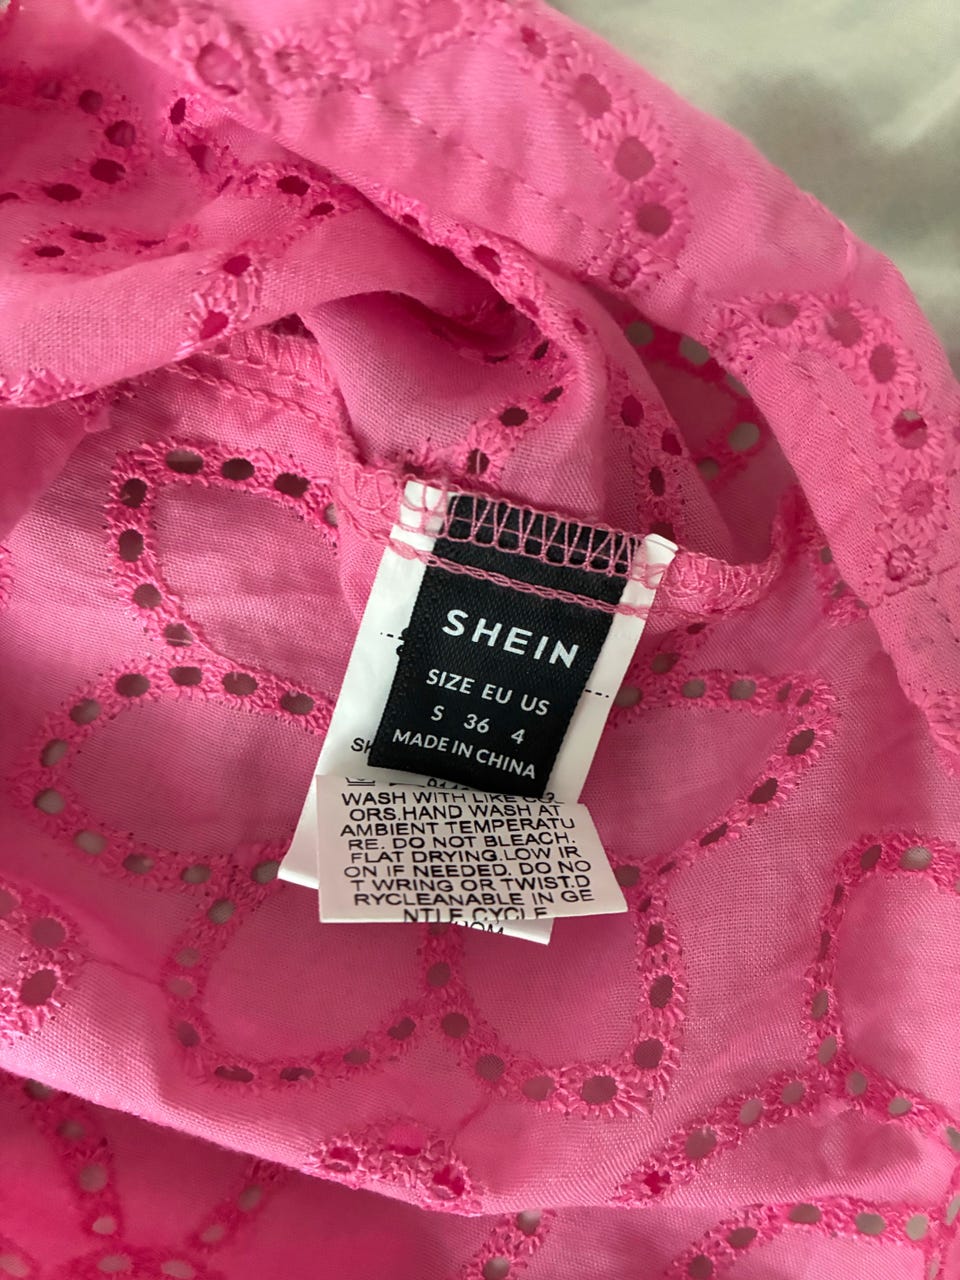 SHEIN
SIZE EU US
S 36 4
MADE IN CHINA
WASH WITH LIKE COL
ORS.HAND WASH AT
AMBIENT TEMPERATU
RE. DO NOT BLEACH.
FLAT DRYING.LOW IR
ON IF NEEDED. DO NO
T WRING OR TWIST.D
RYCLEANABLE IN GE
NTLE CYCLE